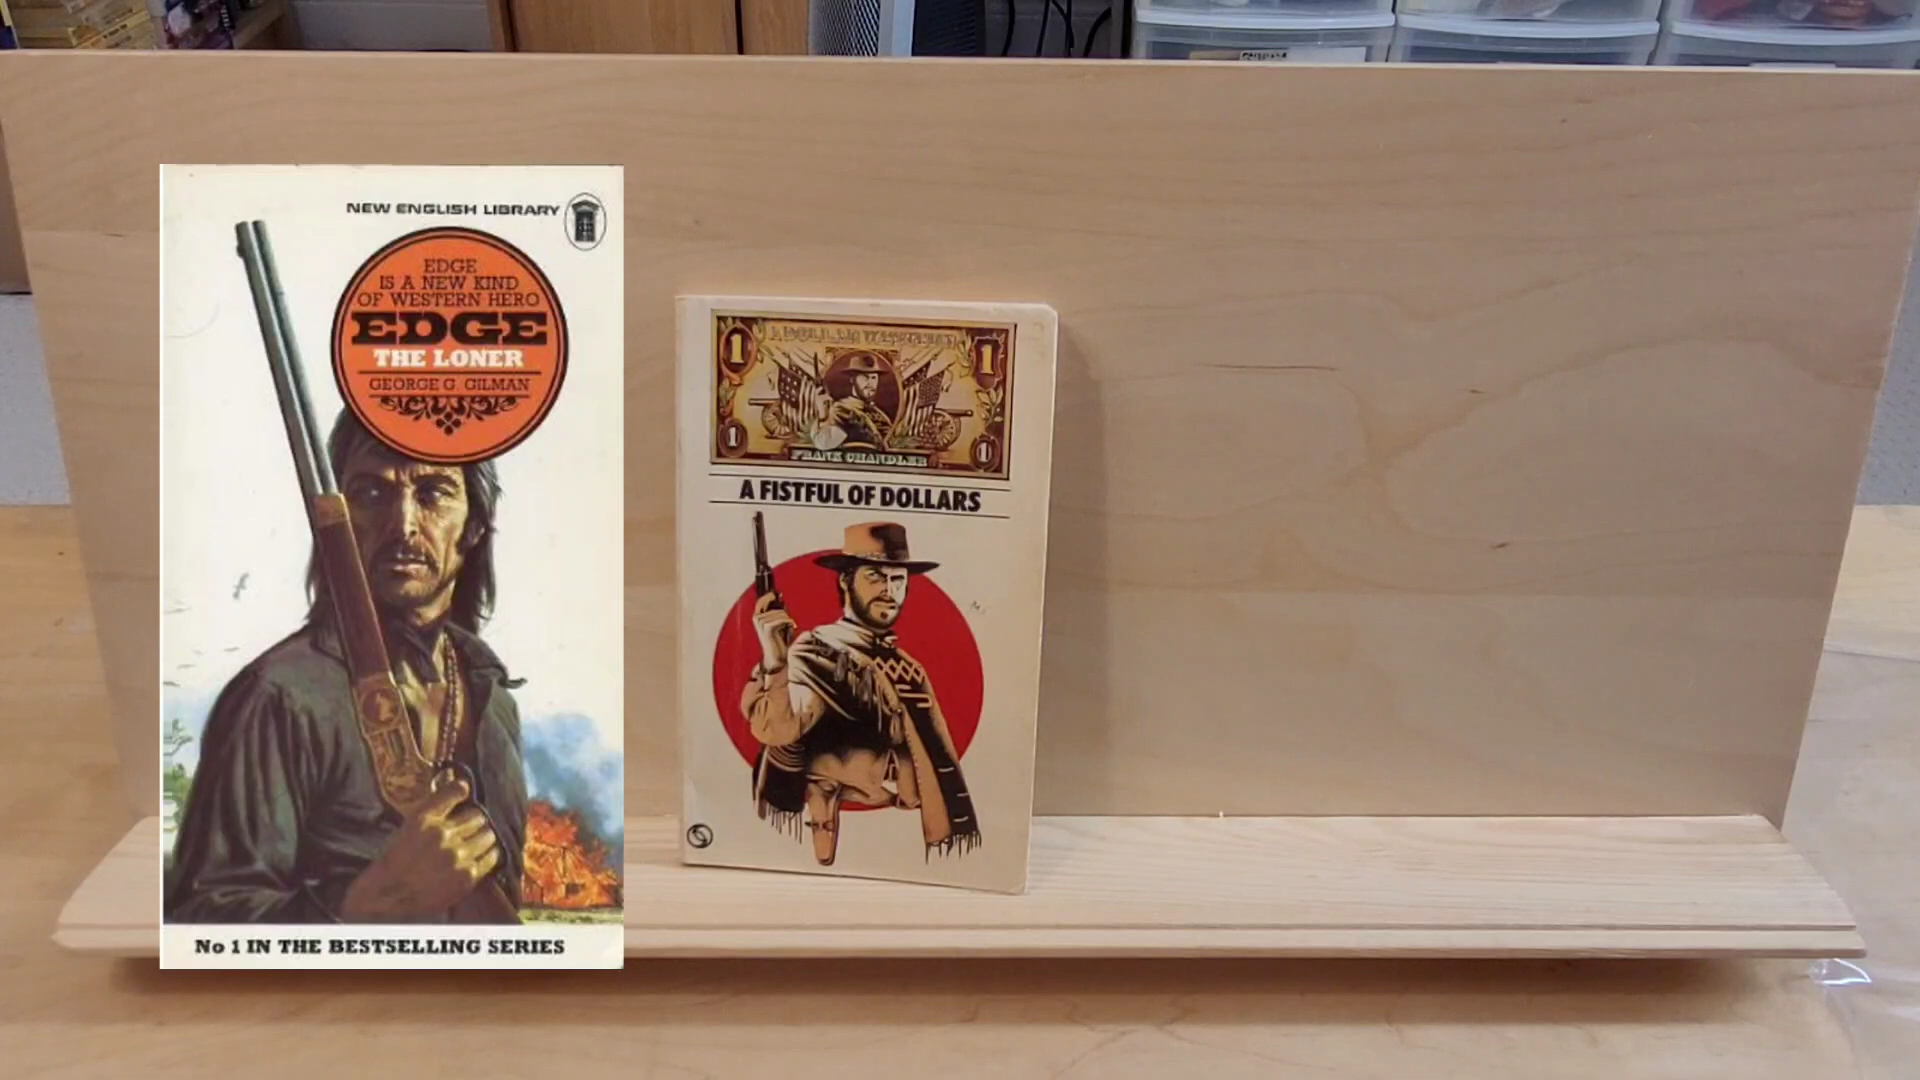 NEW ENGLISH LIBRARY
EDGE
IS A NEW KIND
OF WESTERN HERO
EDGE
THE LONER
GEORGE G. GILMAN
No 1 IN THE BESTSELLING SERIES
1 A DOLLAR WESTERN 1
1 1
FRANK CHANDLER
A FISTFUL OF DOLLARS